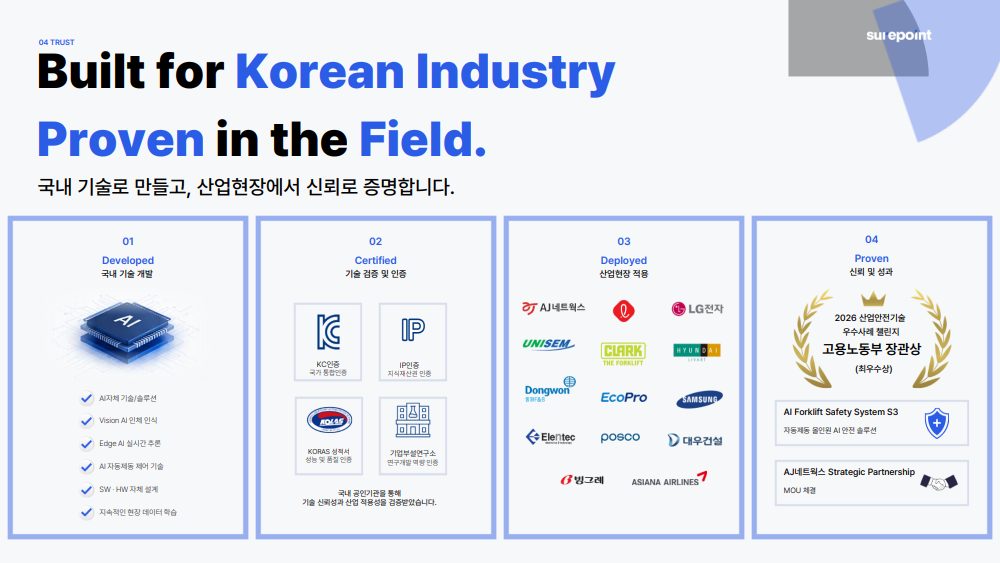 04 TRUST
surepoint
Built for Korean Industry
Proven in the Field.
국내 기술로 만들고, 산업현장에서 신뢰로 증명합니다.
01
Developed
국내 기술 개발
AI
AI자체 기술/솔루션
Vision AI 인체 인식
Edge AI 실시간 추론
AI 자동제동 제어 기술
SW · HW 자체 설계
지속적인 현장 데이터 학습
02
Certified
기술 검증 및 인증
KC
KC인증
국가 통합인증
IP
IP인증
지식재산권 인증
KOLAS
KORAS 성적서
성능 및 품질 인증
기업부설연구소
연구개발 역량 인증
국내 공인기관을 통해
기술 신뢰성과 산업 적용성을 검증받았습니다.
03
Deployed
산업현장 적용
AJ네트웍스
LG전자
UNISEM
CLARK
THE FORKLIFT
HYUNDAI
LIVART
Dongwon
동원F&B
EcoPro
SAMSUNG
Elentec
posco
대우건설
빙그레
ASIANA AIRLINES
04
Proven
신뢰 및 성과
2026 산업안전기술
우수사례 챌린지
고용노동부 장관상
(최우수상)
AI Forklift Safety System S3
자동제동 올인원 AI 안전 솔루션
AJ네트웍스 Strategic Partnership
MOU 체결